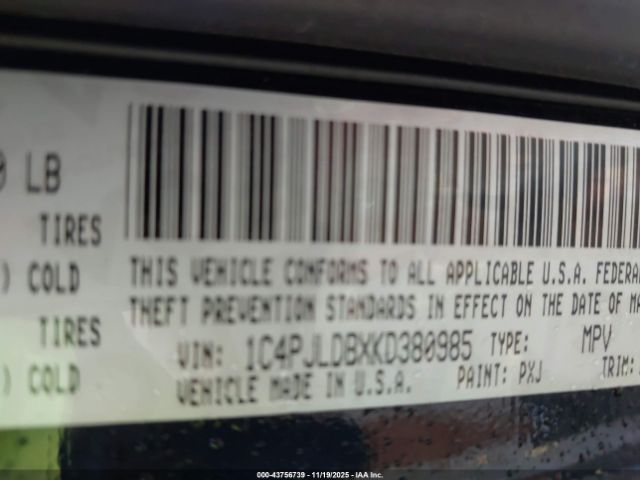 0 LB
TIRES
) COLD
TIRES
) COLD
THIS VEHICLE CONFORMS TO ALL APPLICABLE U.S.A. FEDERAL
THEFT PREVENTION STANDARDS IN EFFECT ON THE DATE OF MA
VIN: 1C4PJLDBXKD380985 TYPE: MPV
VEHICLE MADE IN U.S.A. PAINT: PXJ TRIM:
000-43756739 - 11/19/2025 - IAA Inc.